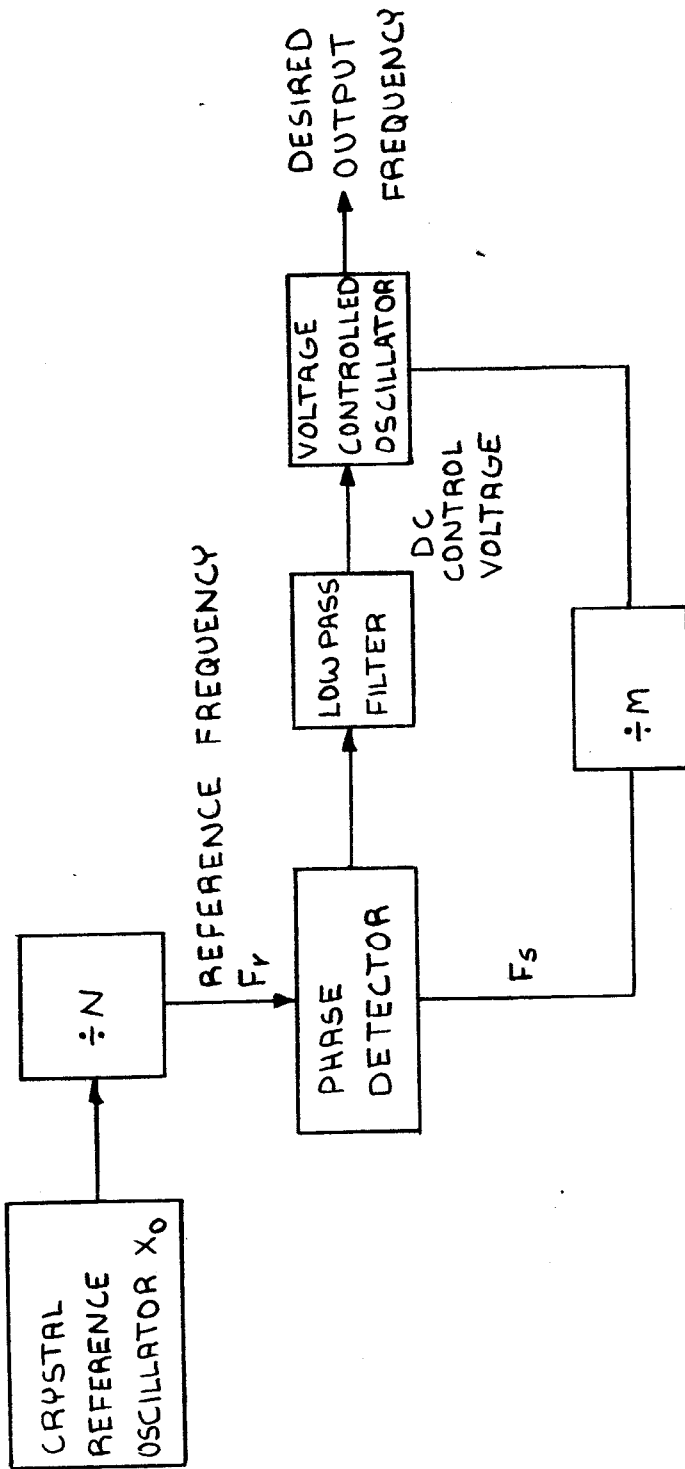 CRYSTAL
REFERENCE
OSCILLATOR X₀
÷N
REFERENCE FREQUENCY
Fr
PHASE
DETECTOR
LOW PASS
FILTER
DC
CONTROL
VOLTAGE
VOLTAGE
CONTROLLED
OSCILLATOR
DESIRED
OUTPUT
FREQUENCY
Fs
÷M